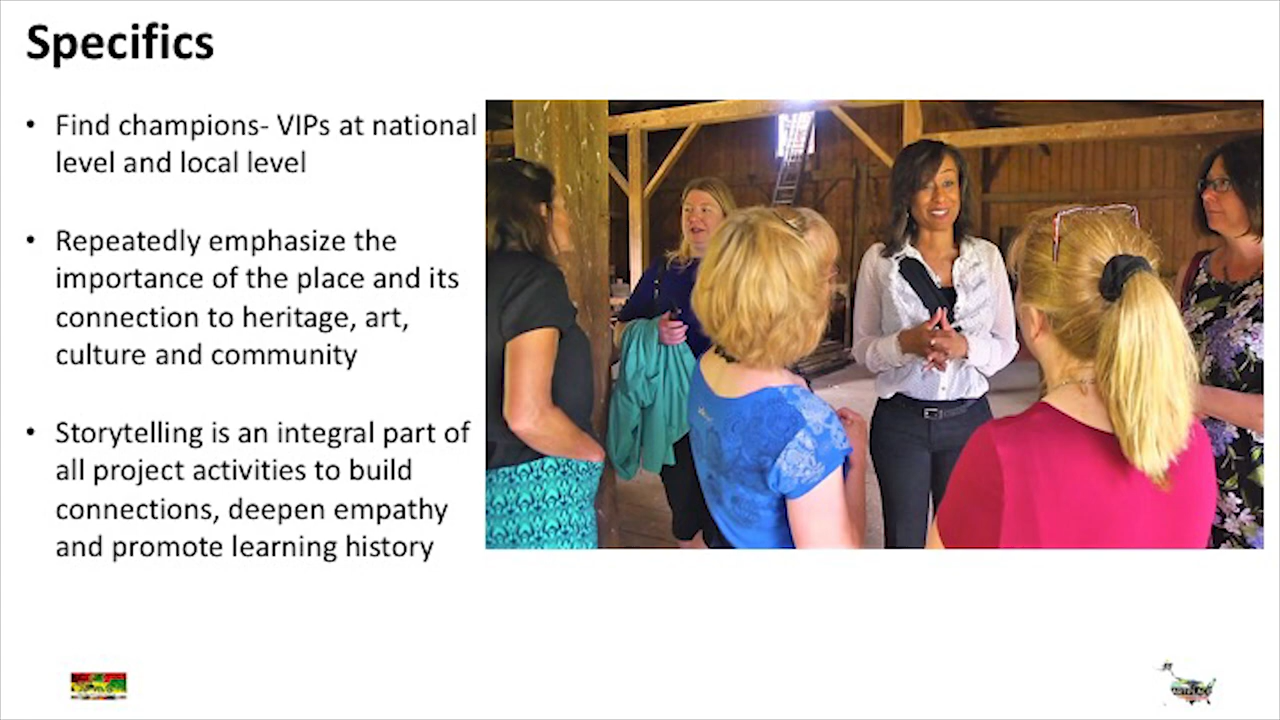 Specifics
• Find champions- VIPs at national
level and local level
• Repeatedly emphasize the
importance of the place and its
connection to heritage, art,
culture and community
• Storytelling is an integral part of
all project activities to build
connections, deepen empathy
and promote learning history
ARTPLACE